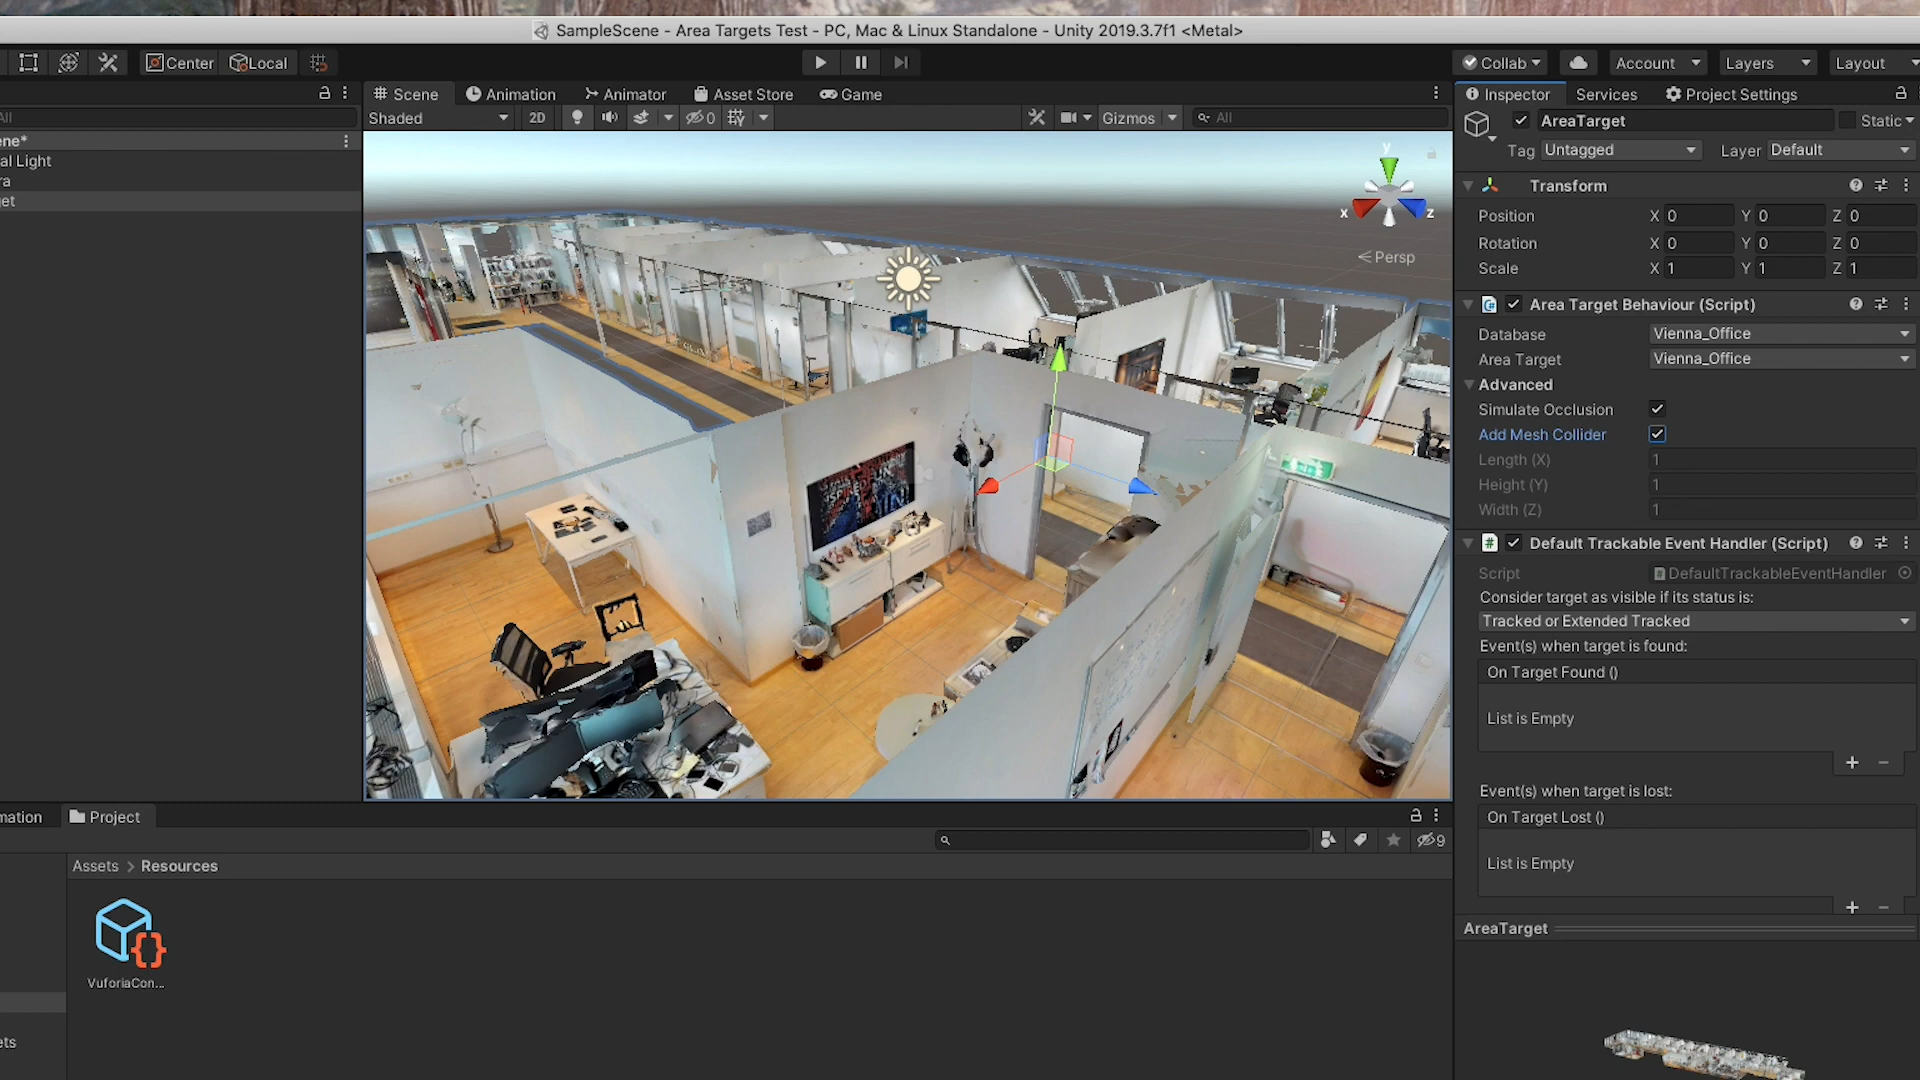 SampleScene - Area Targets Test - PC, Mac & Linux Standalone - Unity 2019.3.7f1 <Metal>
Center Local
Collab Account Layers Layout
Scene Animation Animator Asset Store Game
Inspector Services Project Settings
All
Shaded 2D 0 Gizmos All
ene*
al Light
ra
get
y
x z
Persp
AreaTarget Static
Tag Untagged Layer Default
Transform
Position X 0 Y 0 Z 0
Rotation X 0 Y 0 Z 0
Scale X 1 Y 1 Z 1
Area Target Behaviour (Script)
Database Vienna_Office
Area Target Vienna_Office
Advanced
Simulate Occlusion
Add Mesh Collider
Length (X) 1
Height (Y) 1
Width (Z) 1
Default Trackable Event Handler (Script)
Script DefaultTrackableEventHandler
Consider target as visible if its status is:
Tracked or Extended Tracked
Event(s) when target is found:
On Target Found ()
List is Empty
Event(s) when target is lost:
On Target Lost ()
List is Empty
AreaTarget
mation Project
9
Assets > Resources
VuforiaCon...
ets